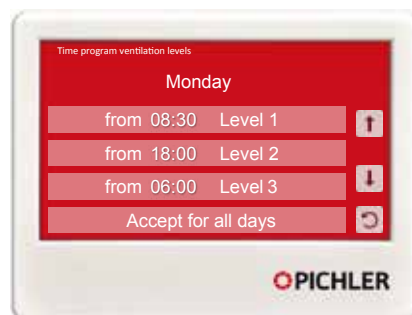 Time program ventilation levels
Monday
from 08:30 Level 1
from 18:00 Level 2
from 06:00 Level 3
Accept for all days
PICHLER